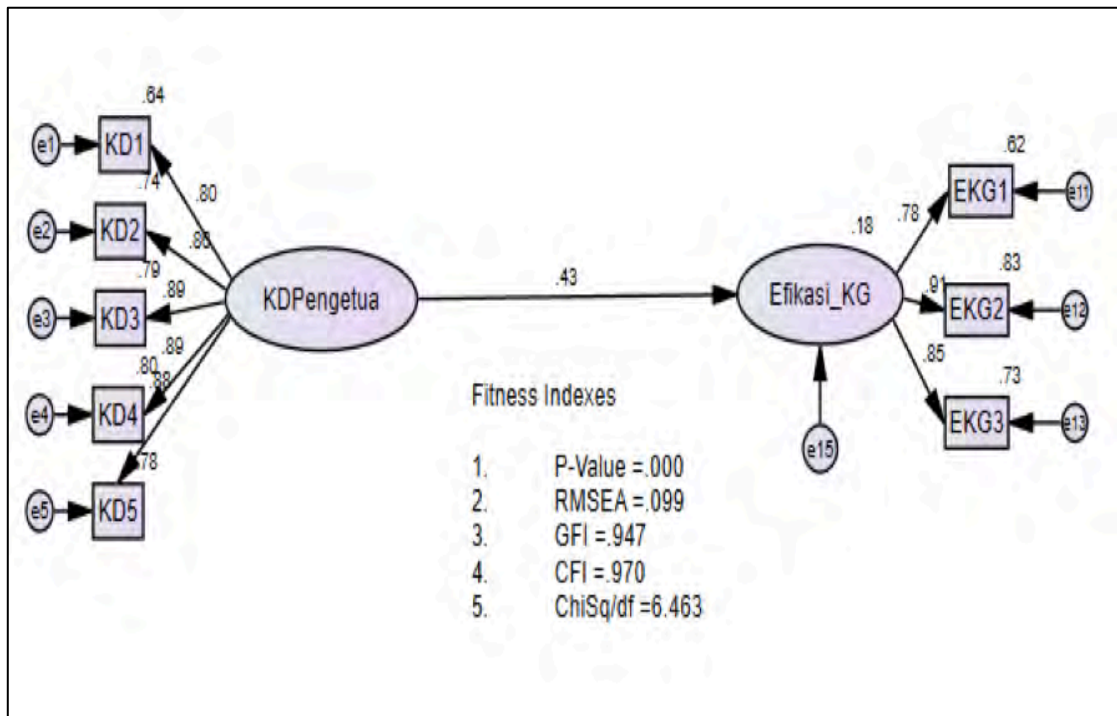 .64
e1
KD1
.80
.74
e2
KD2
.86
.79
e3
KD3
.89
.89
.80
e4
KD4
.88
.78
e5
KD5
KDPengetua
.43
.18
Efikasi_KG
e15
.62
.78
EKG1
e11
.83
.91
EKG2
e12
.85
.73
EKG3
e13
Fitness Indexes
1. P-Value =.000
2. RMSEA =.099
3. GFI =.947
4. CFI =.970
5. ChiSq/df =6.463